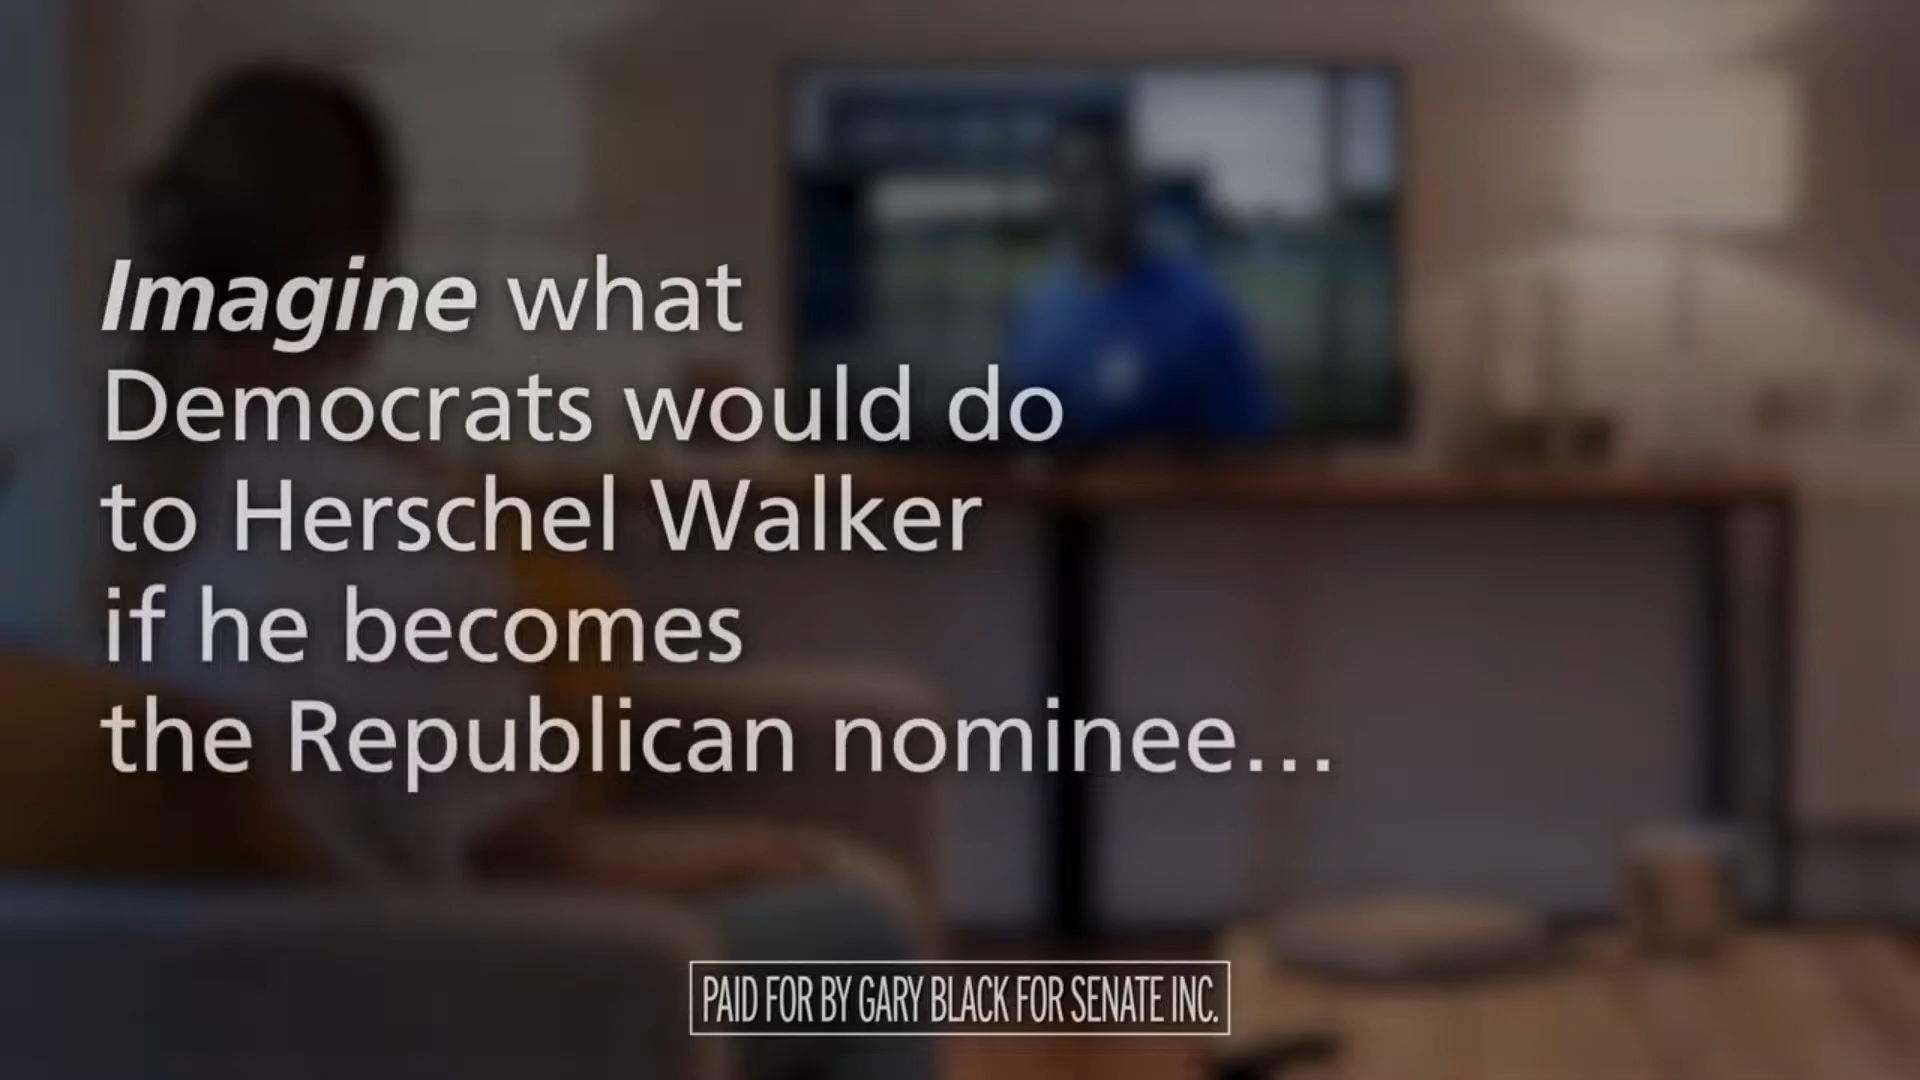 Imagine what
Democrats would do
to Herschel Walker
if he becomes
the Republican nominee...
PAID FOR BY GARY BLACK FOR SENATE INC.